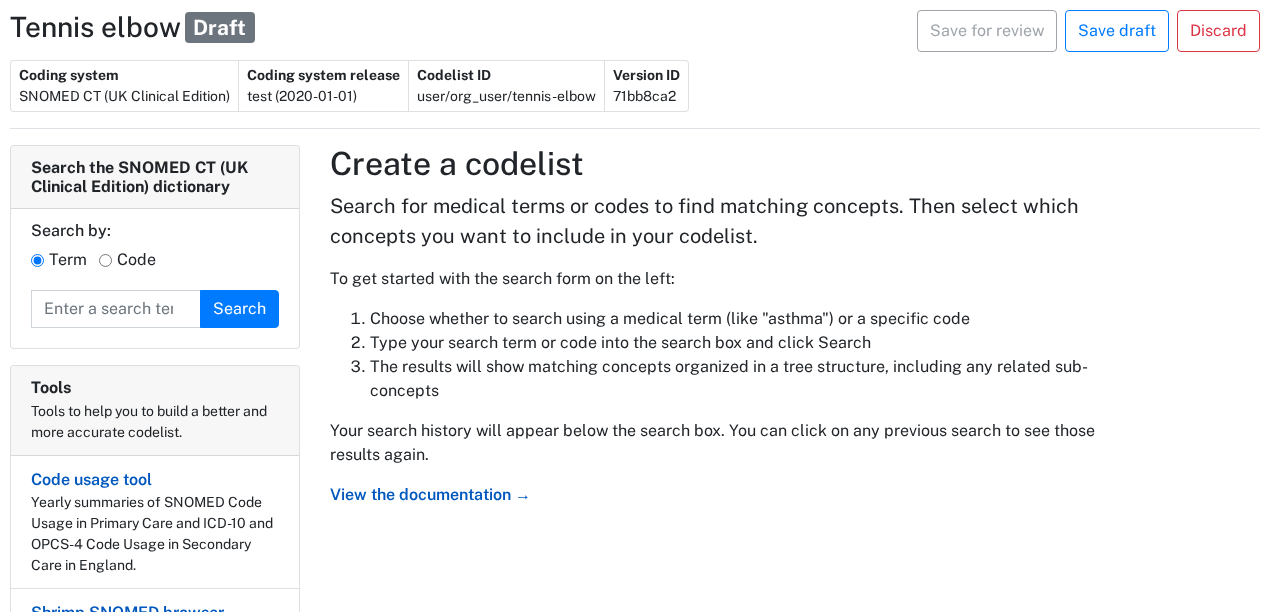 Tennis elbow Draft
Save for review
Save draft
Discard
Coding system
SNOMED CT (UK Clinical Edition)
Coding system release
test (2020-01-01)
Codelist ID
user/org_user/tennis-elbow
Version ID
71bb8ca2
Search the SNOMED CT (UK
Clinical Edition) dictionary
Search by:
Term
Code
Enter a search ter
Search
Tools
Tools to help you to build a better and
more accurate codelist.
Code usage tool
Yearly summaries of SNOMED Code
Usage in Primary Care and ICD-10 and
OPCS-4 Code Usage in Secondary
Care in England.
Shrimp SNOMED browser
Create a codelist
Search for medical terms or codes to find matching concepts. Then select which
concepts you want to include in your codelist.
To get started with the search form on the left:
1. Choose whether to search using a medical term (like "asthma") or a specific code
2. Type your search term or code into the search box and click Search
3. The results will show matching concepts organized in a tree structure, including any related sub-
concepts
Your search history will appear below the search box. You can click on any previous search to see those
results again.
View the documentation →